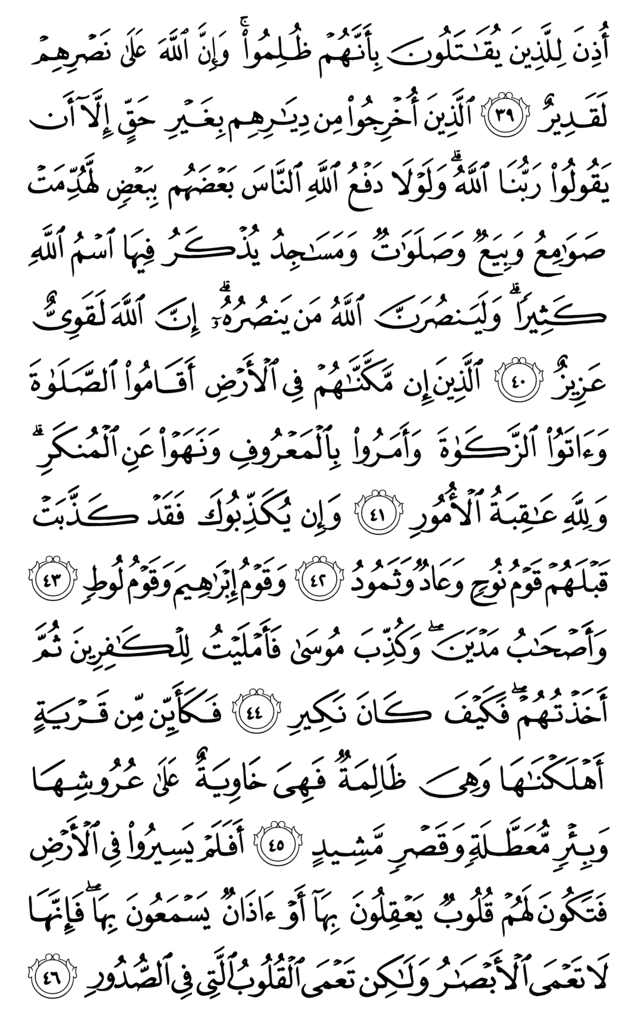 أُذِنَ لِلَّذِينَ يُقَـٰتَلُونَ بِأَنَّهُمۡ ظُلِمُواْۚ وَإِنَّ ٱللَّهَ عَلَىٰ نَصۡرِهِمۡ
لَقَدِيرٌ ٣٩ ٱلَّذِينَ أُخۡرِجُواْ مِن دِيَـٰرِهِم بِغَيۡرِ حَقٍّ إِلَّآ أَن
يَقُولُواْ رَبُّنَا ٱللَّهُۗ وَلَوۡلَا دَفۡعُ ٱللَّهِ ٱلنَّاسَ بَعۡضَهُم بِبَعۡضٖ لَّهُدِّمَتۡ
صَوَٰمِعُ وَبِيَعٞ وَصَلَوَٰتٞ وَمَسَـٰجِدُ يُذۡكَرُ فِيهَا ٱسۡمُ ٱللَّهِ
كَثِيرٗاۗ وَلَيَنصُرَنَّ ٱللَّهُ مَن يَنصُرُهُۥٓۗ إِنَّ ٱللَّهَ لَقَوِيٌّ
عَزِيزٌ ٤٠ ٱلَّذِينَ إِن مَّكَّنَّـٰهُمۡ فِي ٱلۡأَرۡضِ أَقَامُواْ ٱلصَّلَوٰةَ
وَءَاتَوُاْ ٱلزَّكَوٰةَ وَأَمَرُواْ بِٱلۡمَعۡرُوفِ وَنَهَوۡاْ عَنِ ٱلۡمُنكَرِۗ
وَلِلَّهِ عَـٰقِبَةُ ٱلۡأُمُورِ ٤١ وَإِن يُكَذِّبُوكَ فَقَدۡ كَذَّبَتۡ
قَبۡلَهُمۡ قَوۡمُ نُوحٖ وَعَادٞ وَثَمُودُ ٤٢ وَقَوۡمُ إِبۡرَٰهِيمَ وَقَوۡمُ لُوطٖ ٤٣
وَأَصۡحَـٰبُ مَدۡيَنَۖ وَكُذِّبَ مُوسَىٰ فَأَمۡلَيۡتُ لِلۡكَـٰفِرِينَ ثُمَّ
أَخَذۡتُهُمۡۖ فَكَيۡفَ كَانَ نَكِيرِ ٤٤ فَكَأَيِّن مِّن قَرۡيَةٍ
أَهۡلَكۡنَـٰهَا وَهِيَ ظَالِمَةٞ فَهِيَ خَاوِيَةٌ عَلَىٰ عُرُوشِهَا
وَبِئۡرٖ مُّعَطَّلَةٖ وَقَصۡرٖ مَّشِيدٍ ٤٥ أَفَلَمۡ يَسِيرُواْ فِي ٱلۡأَرۡضِ
فَتَكُونَ لَهُمۡ قُلُوبٞ يَعۡقِلُونَ بِهَآ أَوۡ ءَاذَانٞ يَسۡمَعُونَ بِهَاۖ فَإِنَّهَا
لَا تَعۡمَى ٱلۡأَبۡصَـٰرُ وَلَـٰكِن تَعۡمَى ٱلۡقُلُوبُ ٱلَّتِي فِي ٱلصُّدُورِ ٤٦